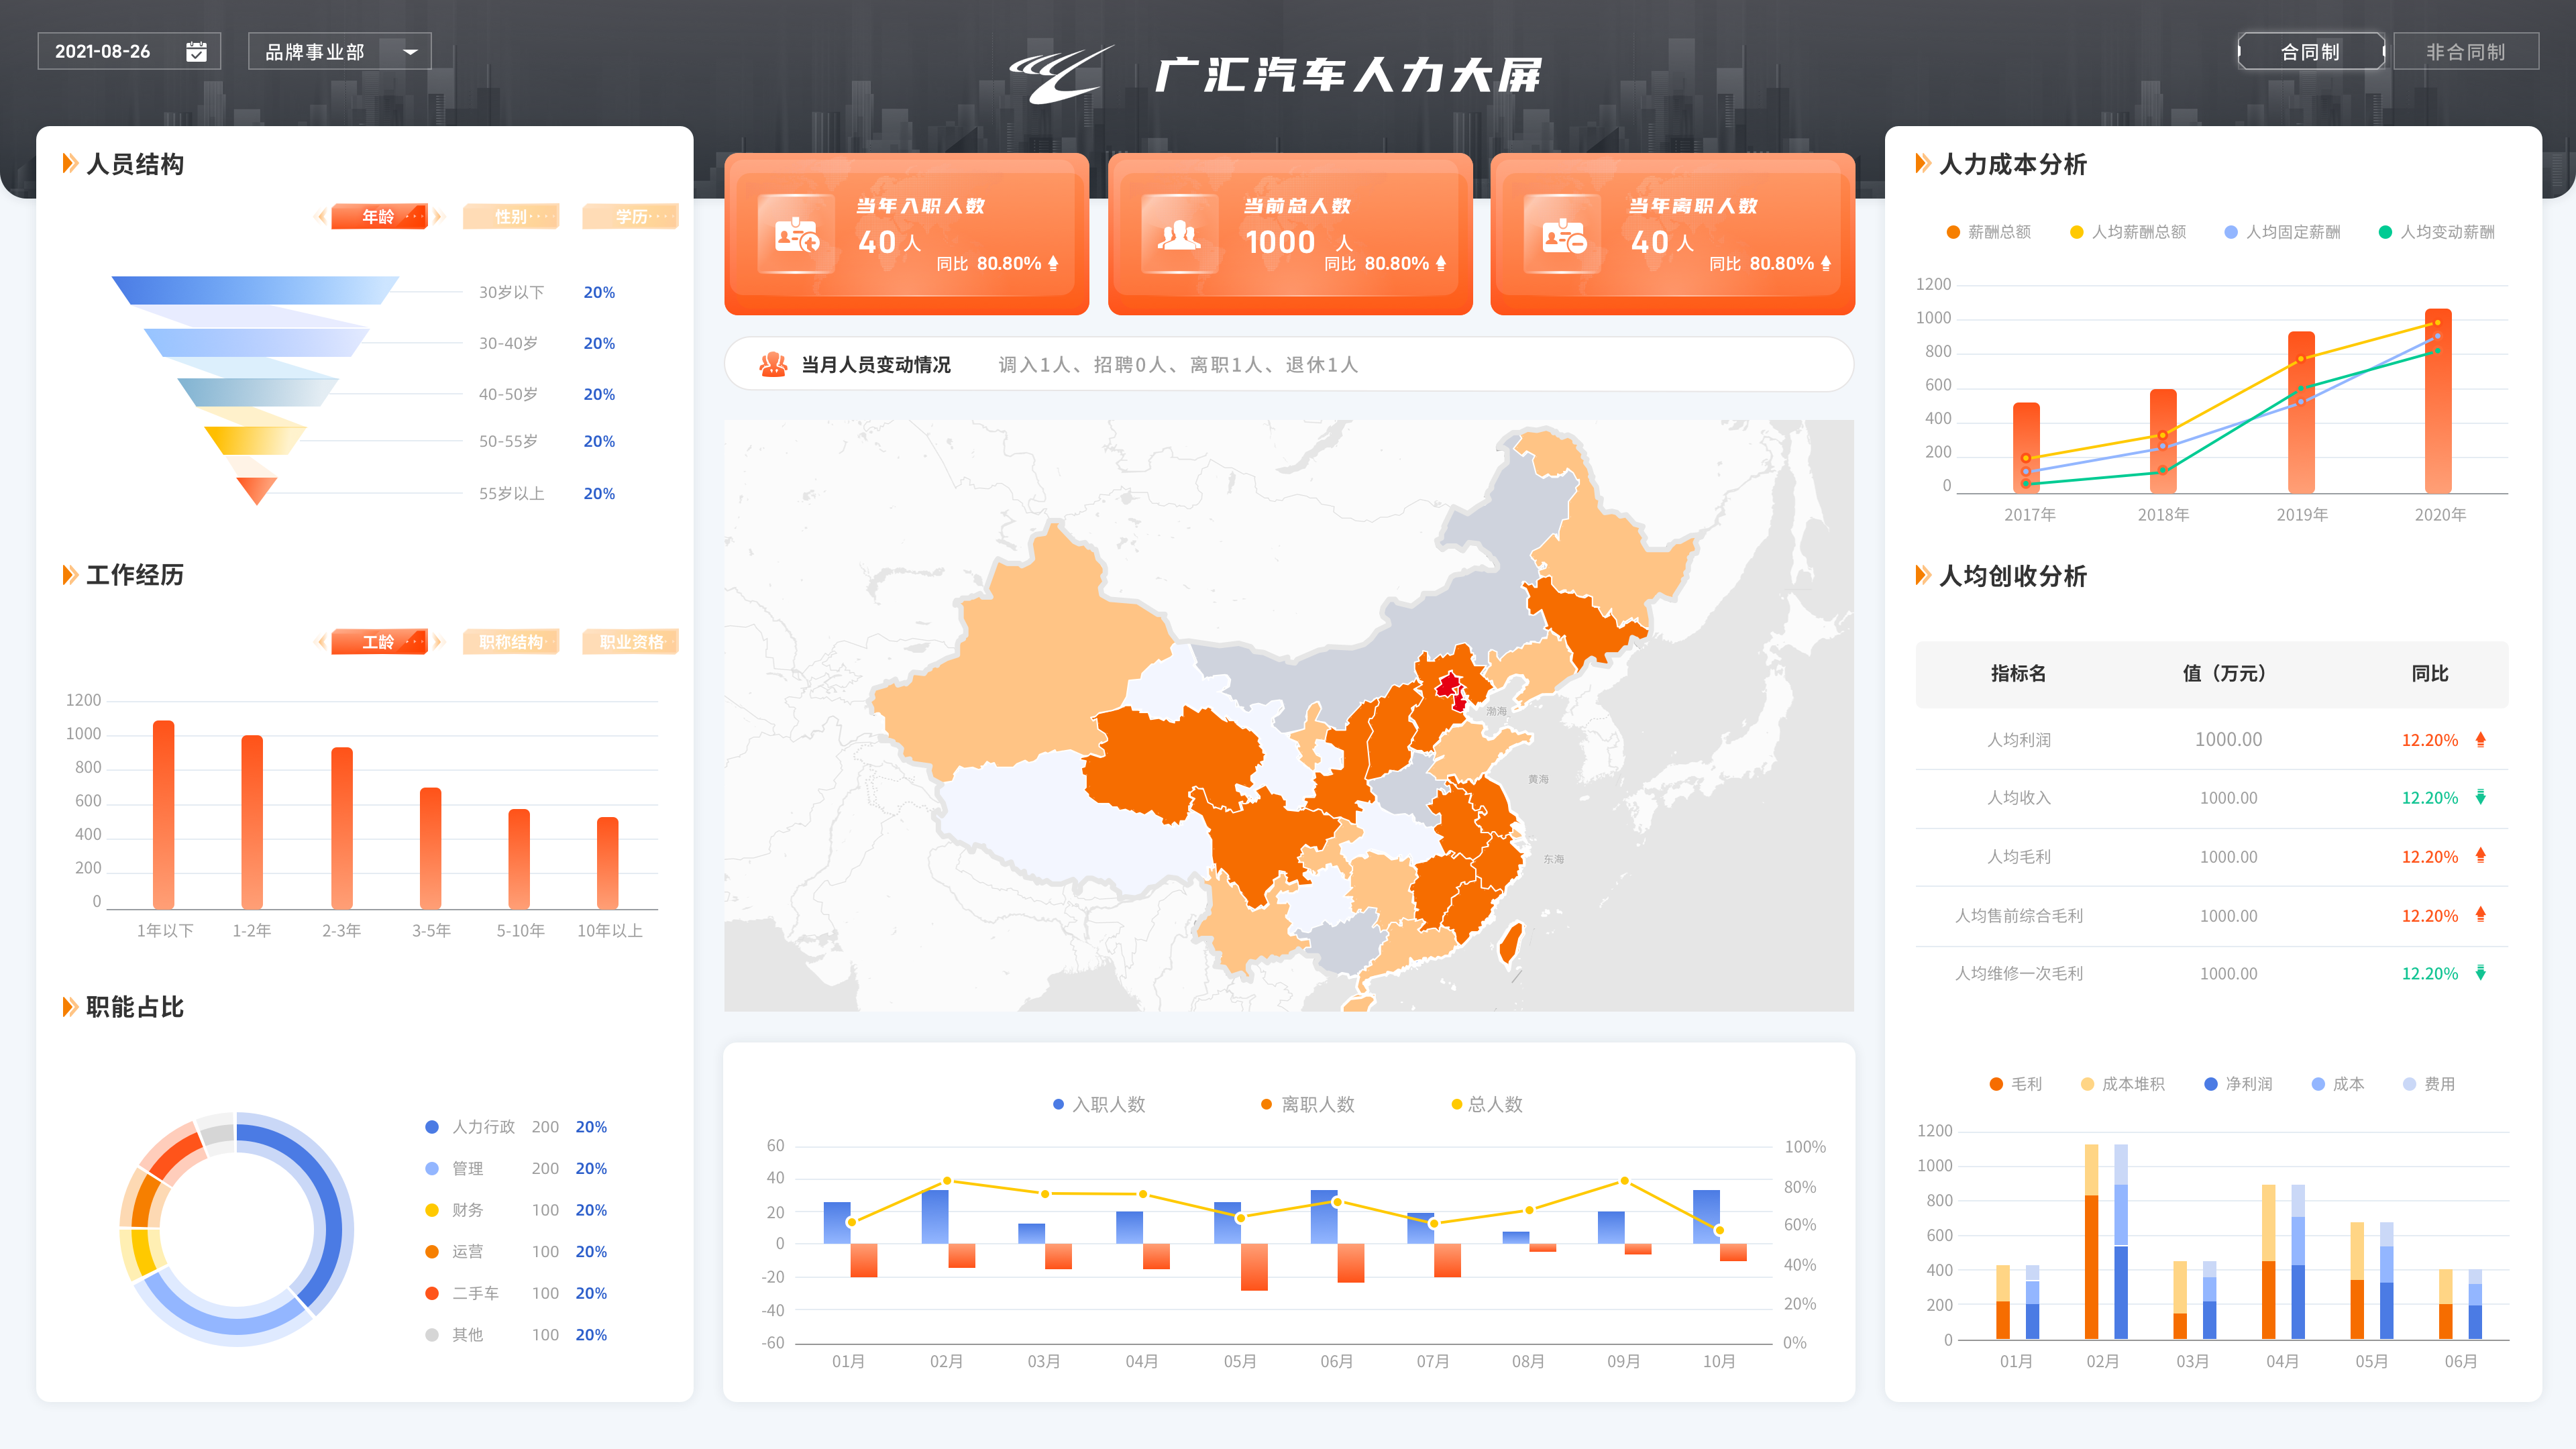 2021-08-26
品牌事业部
广汇汽车人力大屏
合同制
非合同制
人员结构
年龄
性别
学历
30岁以下 20%
30-40岁 20%
40-50岁 20%
50-55岁 20%
55岁以上 20%
工作经历
工龄
职称结构
职业资格
1200
1000
800
600
400
200
0
1年以下 1-2年 2-3年 3-5年 5-10年 10年以上
职能占比
人力行政 200 20%
管理 200 20%
财务 100 20%
运营 100 20%
二手车 100 20%
其他 100 20%
当年入职人数
40 人
同比 80.80%
当前总人数
1000 人
同比 80.80%
当年离职人数
40 人
同比 80.80%
当月人员变动情况 调入1人、招聘0人、离职1人、退休1人
渤海
黄海
东海
入职人数 离职人数 总人数
60
40
20
0
-20
-40
-60
100%
80%
60%
40%
20%
0%
01月 02月 03月 04月 05月 06月 07月 08月 09月 10月
人力成本分析
薪酬总额 人均薪酬总额 人均固定薪酬 人均变动薪酬
1200
1000
800
600
400
200
0
2017年 2018年 2019年 2020年
人均创收分析
指标名 值（万元） 同比
人均利润 1000.00 12.20%
人均收入 1000.00 12.20%
人均毛利 1000.00 12.20%
人均售前综合毛利 1000.00 12.20%
人均维修一次毛利 1000.00 12.20%
毛利 成本堆积 净利润 成本 费用
1200
1000
800
600
400
200
0
01月 02月 03月 04月 05月 06月